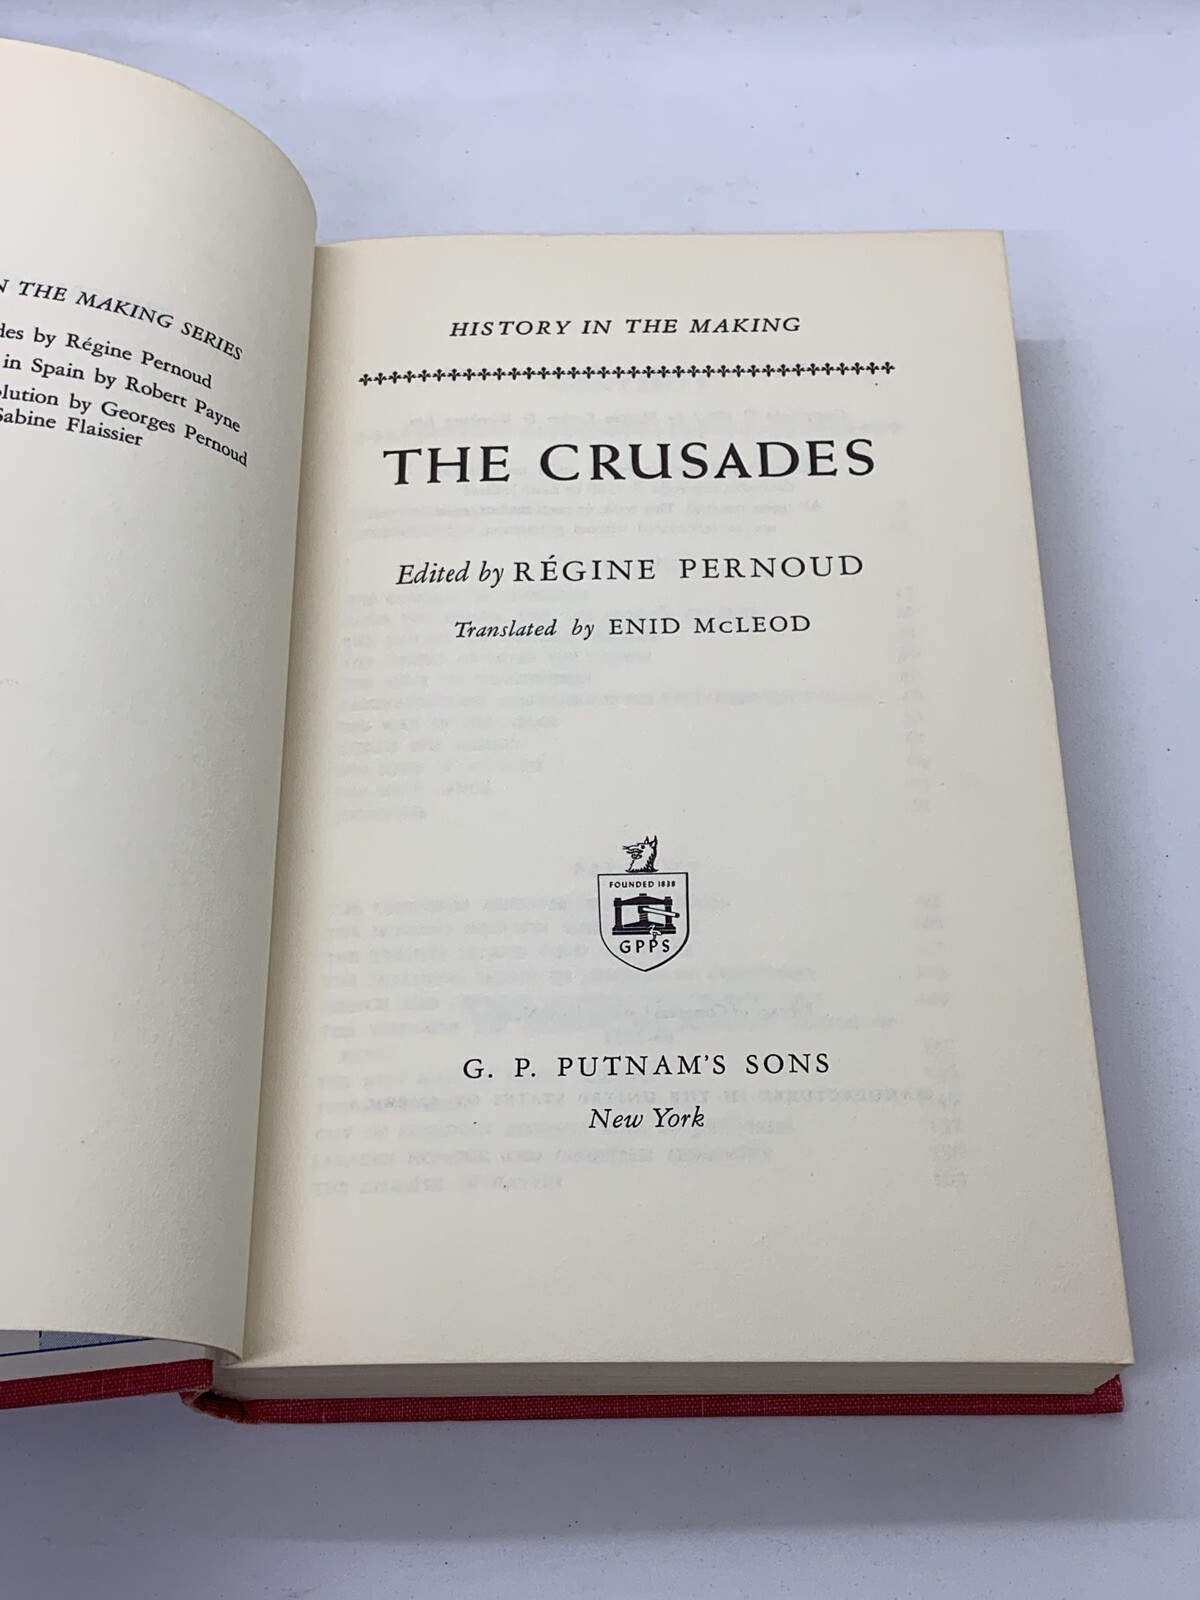 N THE MAKING SERIES
des by Régine Pernoud
in Spain by Robert Payne
olution by Georges Pernoud
Sabine Flaissier
HISTORY IN THE MAKING
THE CRUSADES
Edited by RÉGINE PERNOUD
Translated by ENID McLEOD
FOUNDED 1838
GPPS
G. P. PUTNAM'S SONS
New York